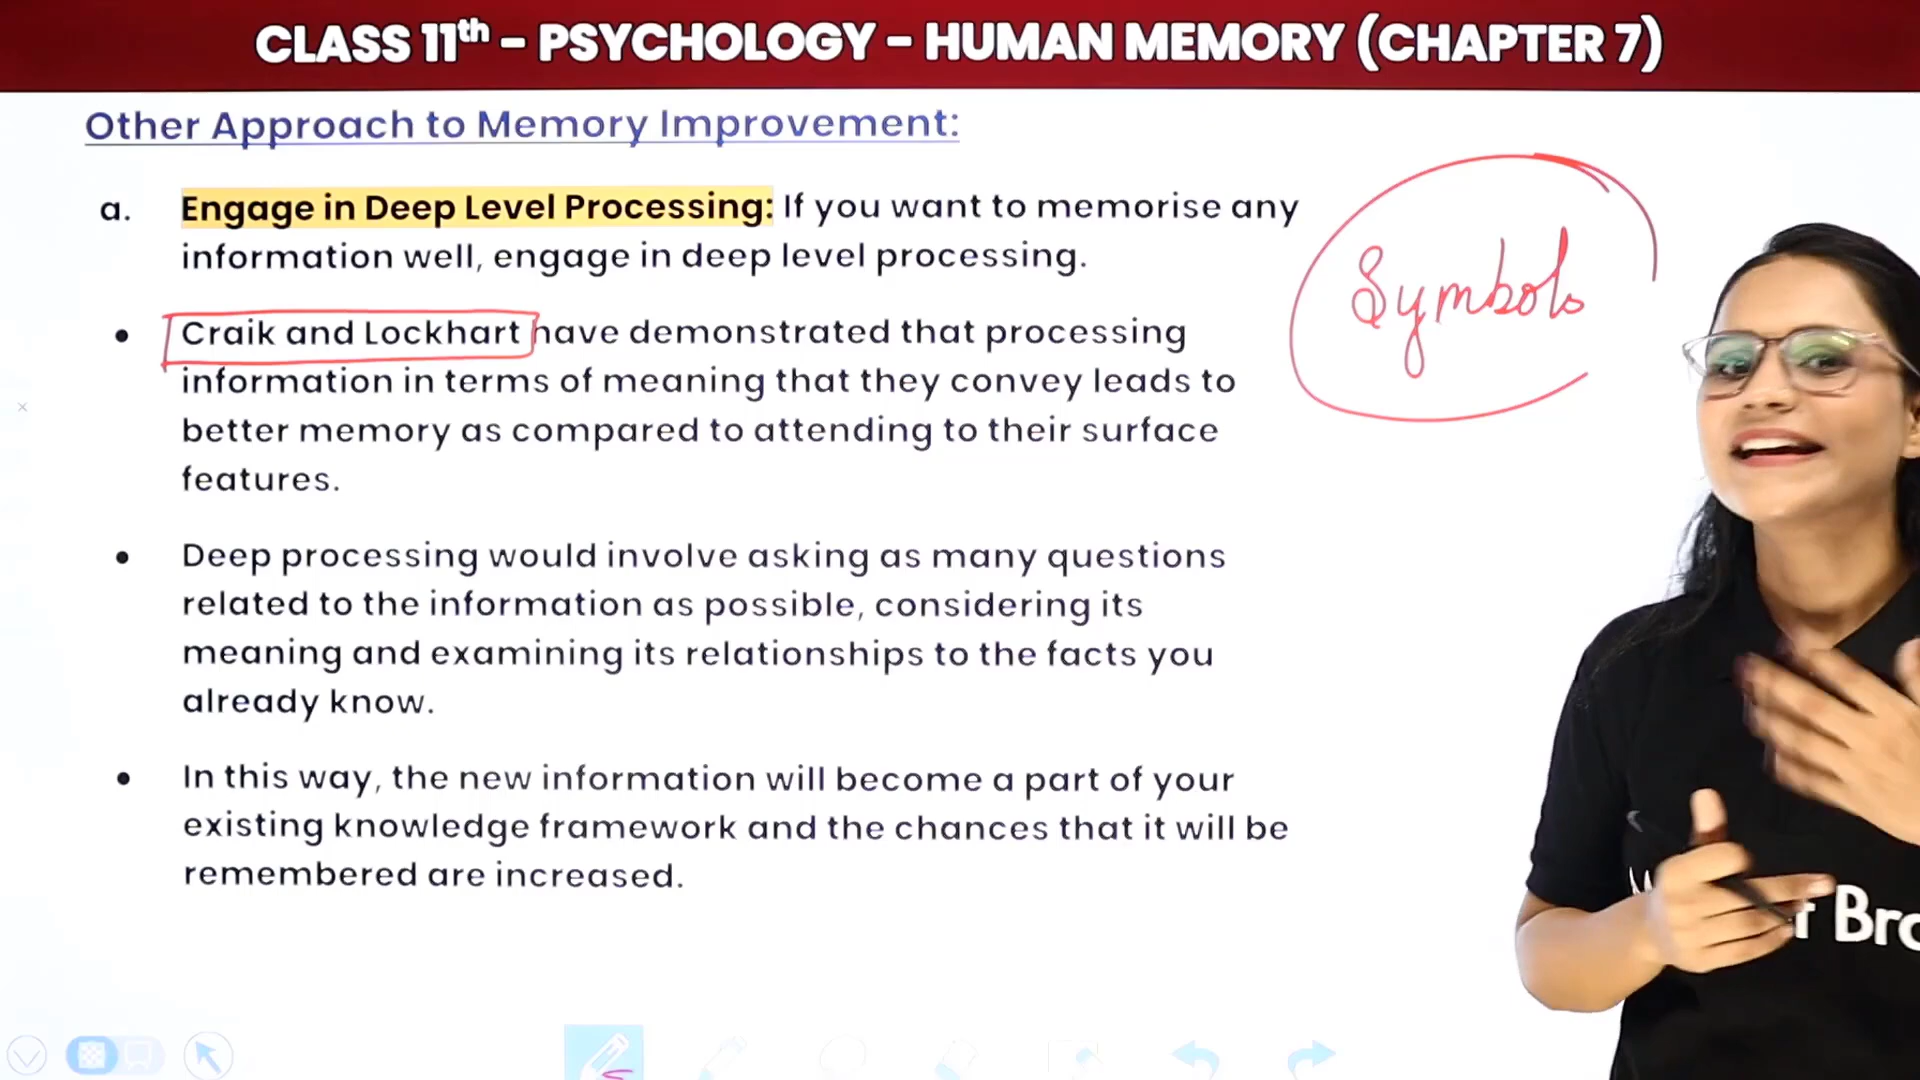 CLASS 11th - PSYCHOLOGY - HUMAN MEMORY (CHAPTER 7)
Other Approach to Memory Improvement:
a. Engage in Deep Level Processing: If you want to memorise any
information well, engage in deep level processing.
• Craik and Lockhart have demonstrated that processing
information in terms of meaning that they convey leads to
better memory as compared to attending to their surface
features.
• Deep processing would involve asking as many questions
related to the information as possible, considering its
meaning and examining its relationships to the facts you
already know.
• In this way, the new information will become a part of your
existing knowledge framework and the chances that it will be
remembered are increased.
Symbols